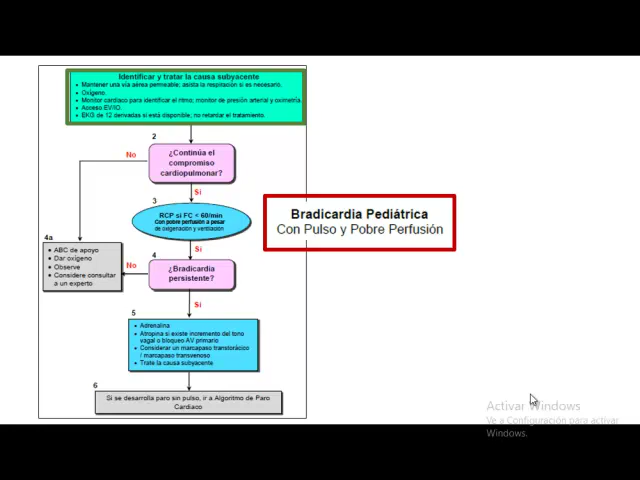 Identificar y tratar la causa subyacente
• Mantener una vía aérea permeable; asista la respiración si es necesario.
• Oxígeno.
• Monitor cardiaco para identificar el ritmo; monitor de presión arterial y oximetría.
• Acceso EV/IO.
• EKG de 12 derivadas si está disponible; no retardar el tratamiento.
2
No
¿Continúa el
compromiso
cardiopulmonar?
Sí
3
RCP si FC < 60/min
Con pobre perfusión a pesar
de oxigenación y ventilación
Bradicardia Pediátrica
Con Pulso y Pobre Perfusión
4a
• ABC de apoyo
• Dar oxígeno
• Observe
• Considere consultar
a un experto
Sí
No
4
¿Bradicardia
persistente?
Sí
5
• Adrenalina
• Atropina si existe incremento del tono
vagal o bloqueo AV primario
• Considerar un marcapaso transtorácico
/ marcapaso transvenoso
• Trate la causa subyacente
6
Si se desarrolla paro sin pulso, ir a Algoritmo de Paro
Cardiaco
Activar Windows
Ve a Configuración para activar
Windows.